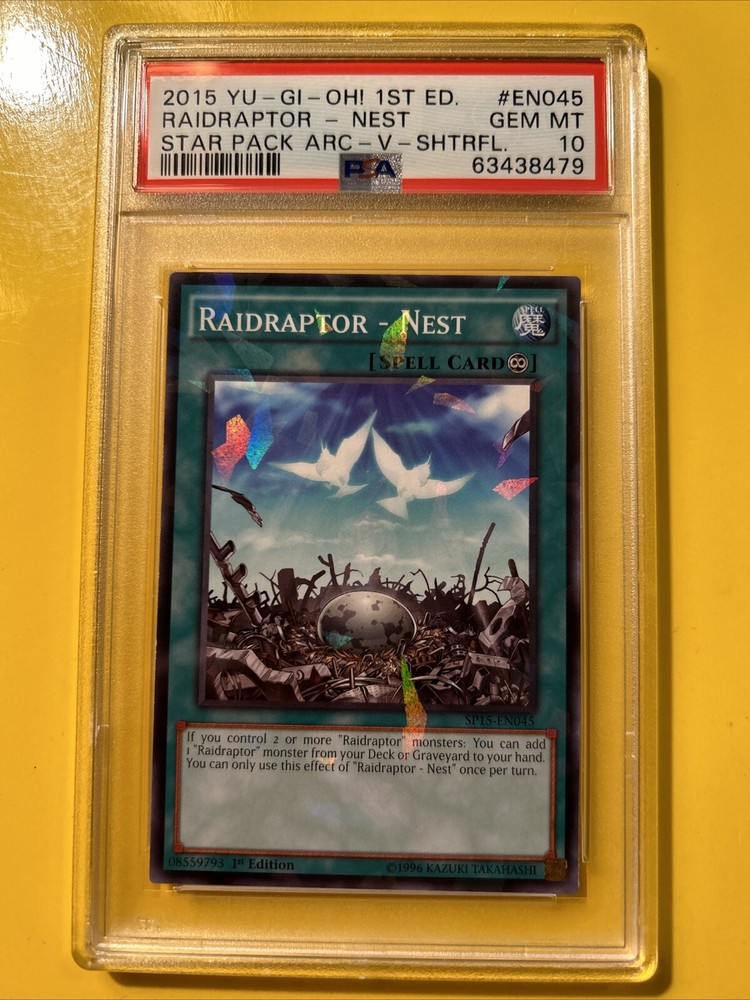 2015 YU-GI-OH! 1ST ED. #EN045
RAIDRAPTOR - NEST GEM MT
STAR PACK ARC-V-SHTRFL. 10
PSA 63438479
RAIDRAPTOR - NEST
SPELL
魔
[SPELL CARD]
SP15-EN045
If you control 2 or more "Raidraptor" monsters: You can add
1 "Raidraptor" monster from your Deck or Graveyard to your hand.
You can only use this effect of "Raidraptor - Nest" once per turn.
08559793 1st Edition ©1996 KAZUKI TAKAHASHI